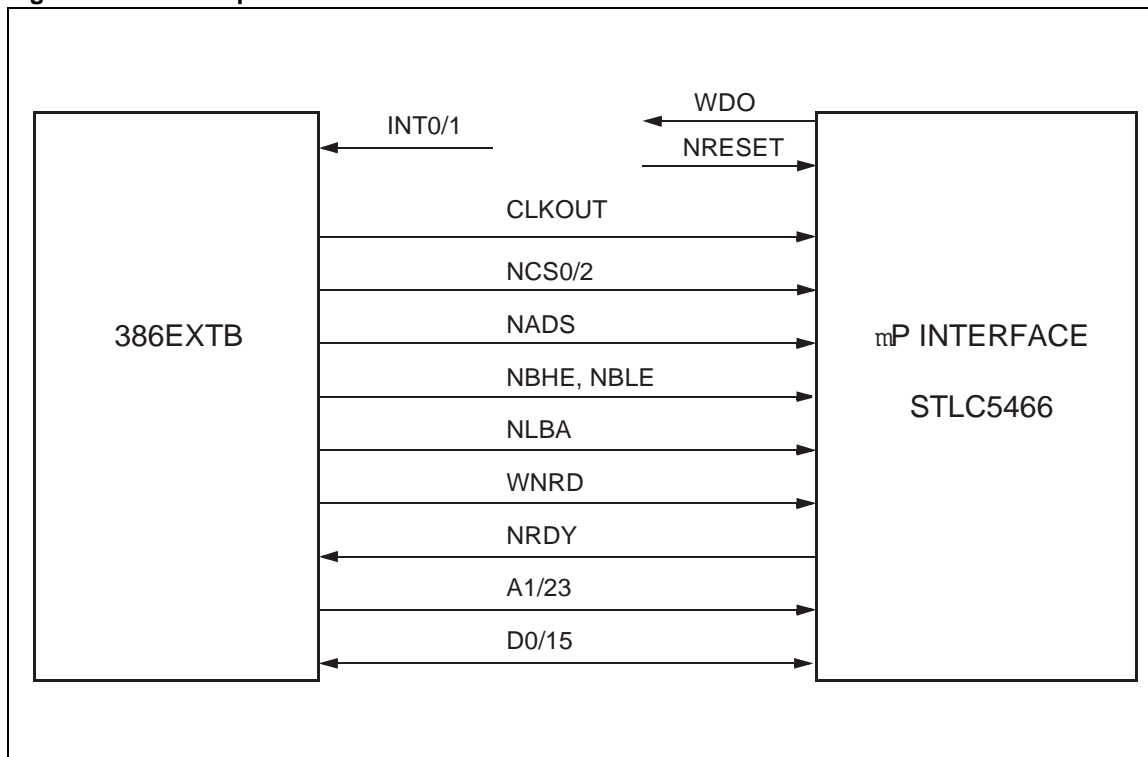 WDO
INT0/1
NRESET
CLKOUT
NCS0/2
NADS
386EXTB
mP INTERFACE
NBHE, NBLE
STLC5466
NLBA
WNRD
NRDY
A1/23
D0/15